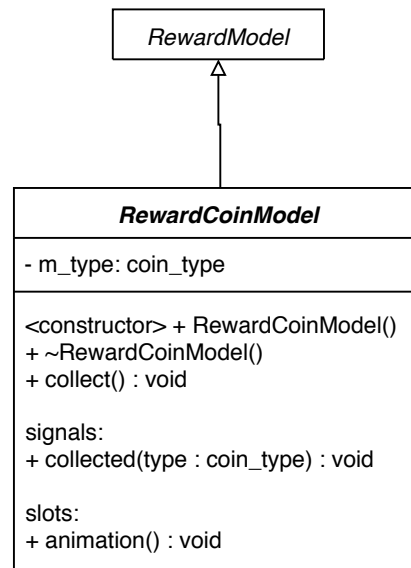 RewardModel
RewardCoinModel
- m_type: coin_type
<constructor> + RewardCoinModel()
+ ~RewardCoinModel()
+ collect() : void
signals:
+ collected(type : coin_type) : void
slots:
+ animation() : void